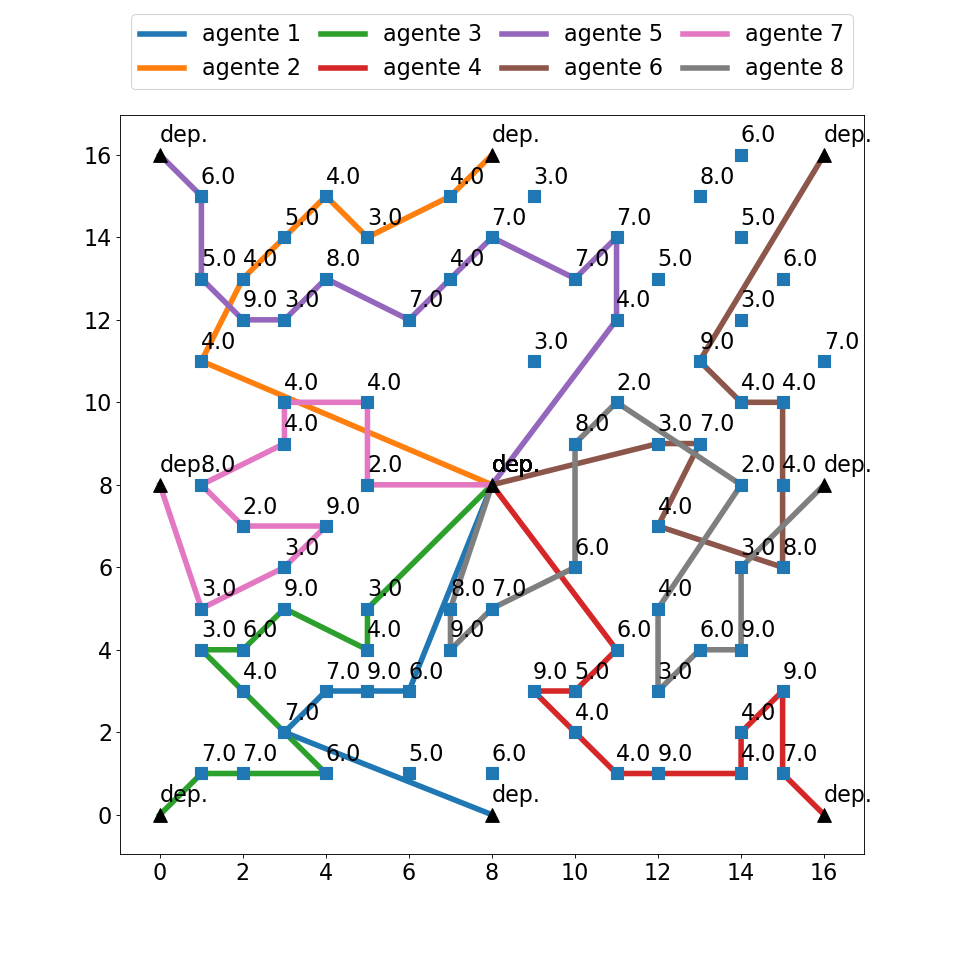 agente 1 agente 3 agente 5 agente 7
agente 2 agente 4 agente 6 agente 8
6.0
dep. dep. dep.
16
6.0 4.0 4.0 3.0 8.0
5.0 3.0 7.0 7.0 5.0
14
5.0 4.0 8.0 4.0 7.0 5.0 6.0
9.0 3.0 7.0 4.0 3.0
12
4.0 3.0 9.0 7.0
4.0 4.0 2.0 4.0 4.0
10
4.0 8.0 3.0 7.0
dep. 8.0 2.0 dep. 2.0 4.0 dep.
8
2.0 9.0 4.0
3.0 6.0 3.0 8.0
6
3.0 9.0 3.0 8.0 7.0 4.0
3.0 6.0 4.0 9.0 6.0 6.0 9.0
4
4.0 7.0 9.0 6.0 9.0 5.0 3.0 9.0
7.0 4.0 4.0
2
7.0 7.0 6.0 5.0 6.0 4.0 9.0 4.0 7.0
dep. dep. dep.
0
0 2 4 6 8 10 12 14 16